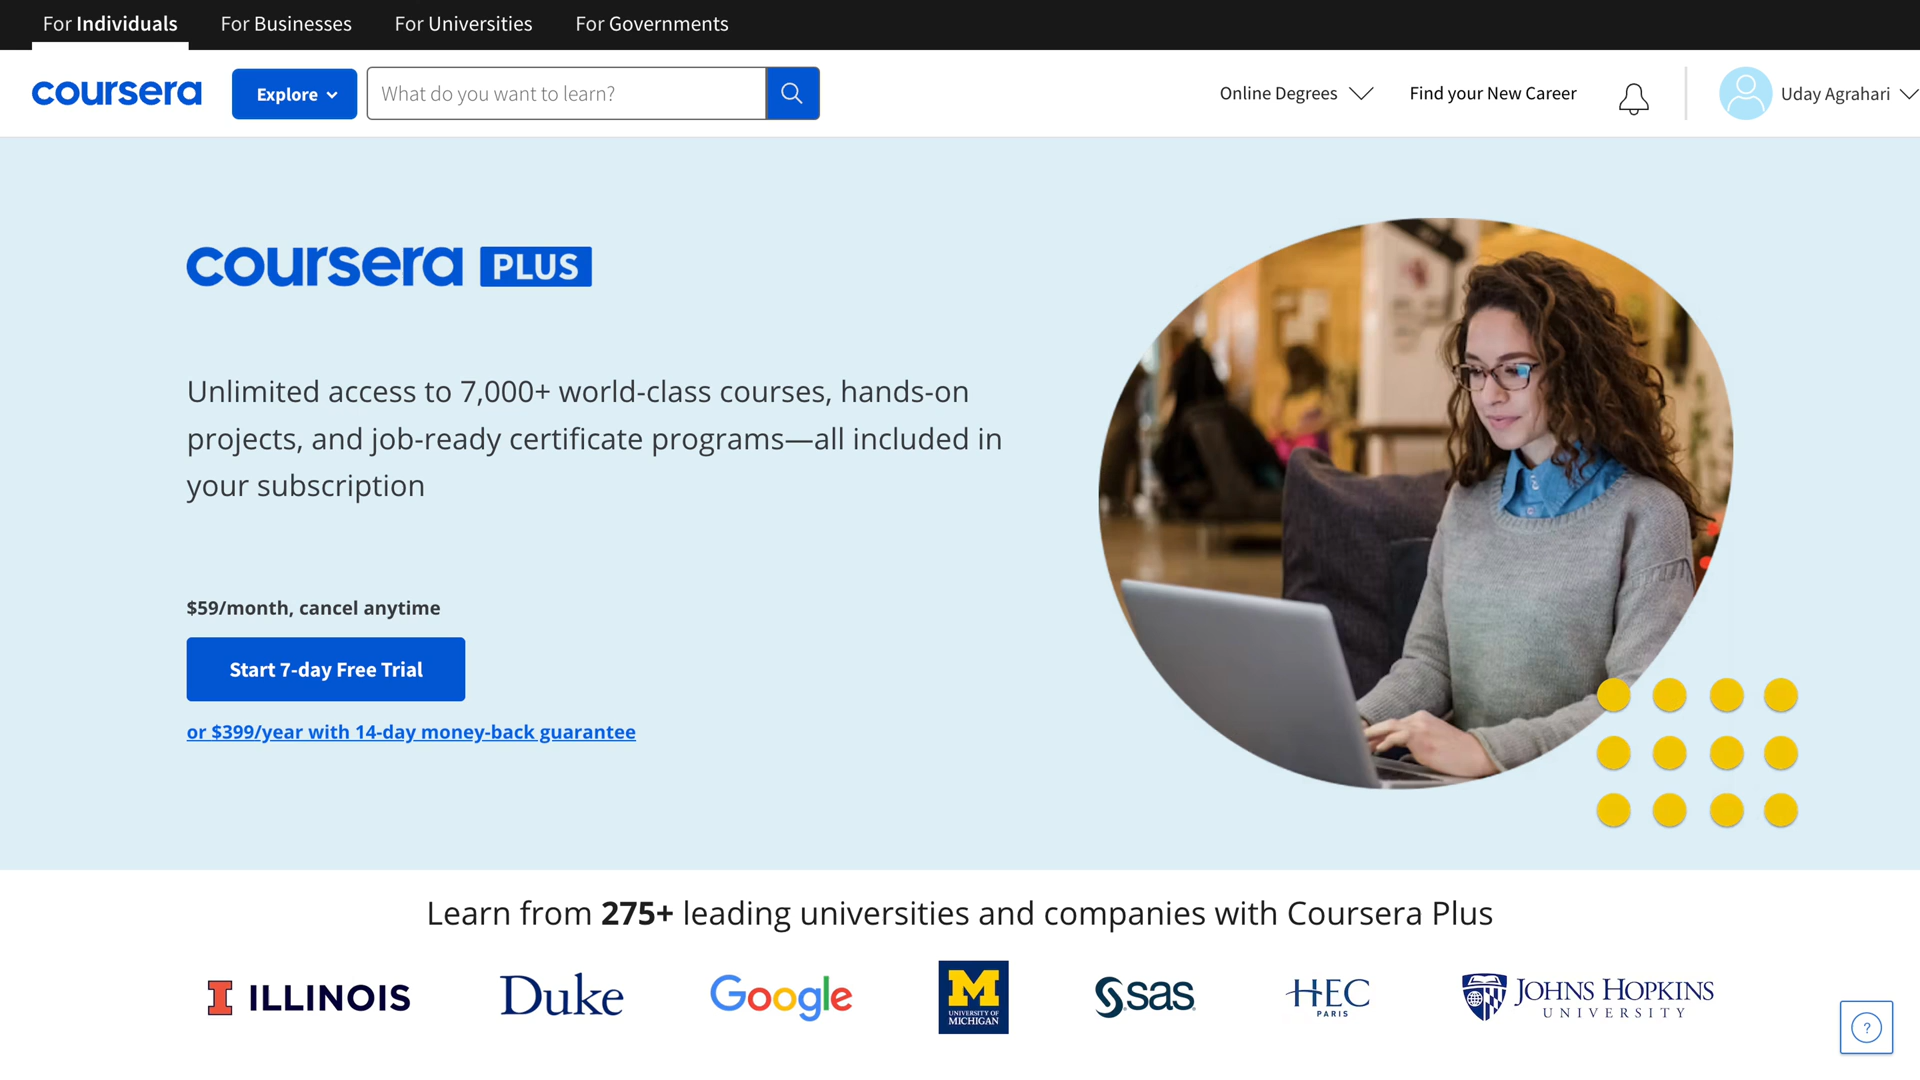 For Individuals For Businesses For Universities For Governments
coursera Explore What do you want to learn? Online Degrees Find your New Career Uday Agrahari
coursera PLUS
Unlimited access to 7,000+ world-class courses, hands-on
projects, and job-ready certificate programs—all included in
your subscription
$59/month, cancel anytime
Start 7-day Free Trial
or $399/year with 14-day money-back guarantee
Learn from 275+ leading universities and companies with Coursera Plus
I ILLINOIS
Duke
Google
M
UNIVERSITY OF
MICHIGAN
sas
HEC
PARIS
JOHNS HOPKINS
UNIVERSITY
?